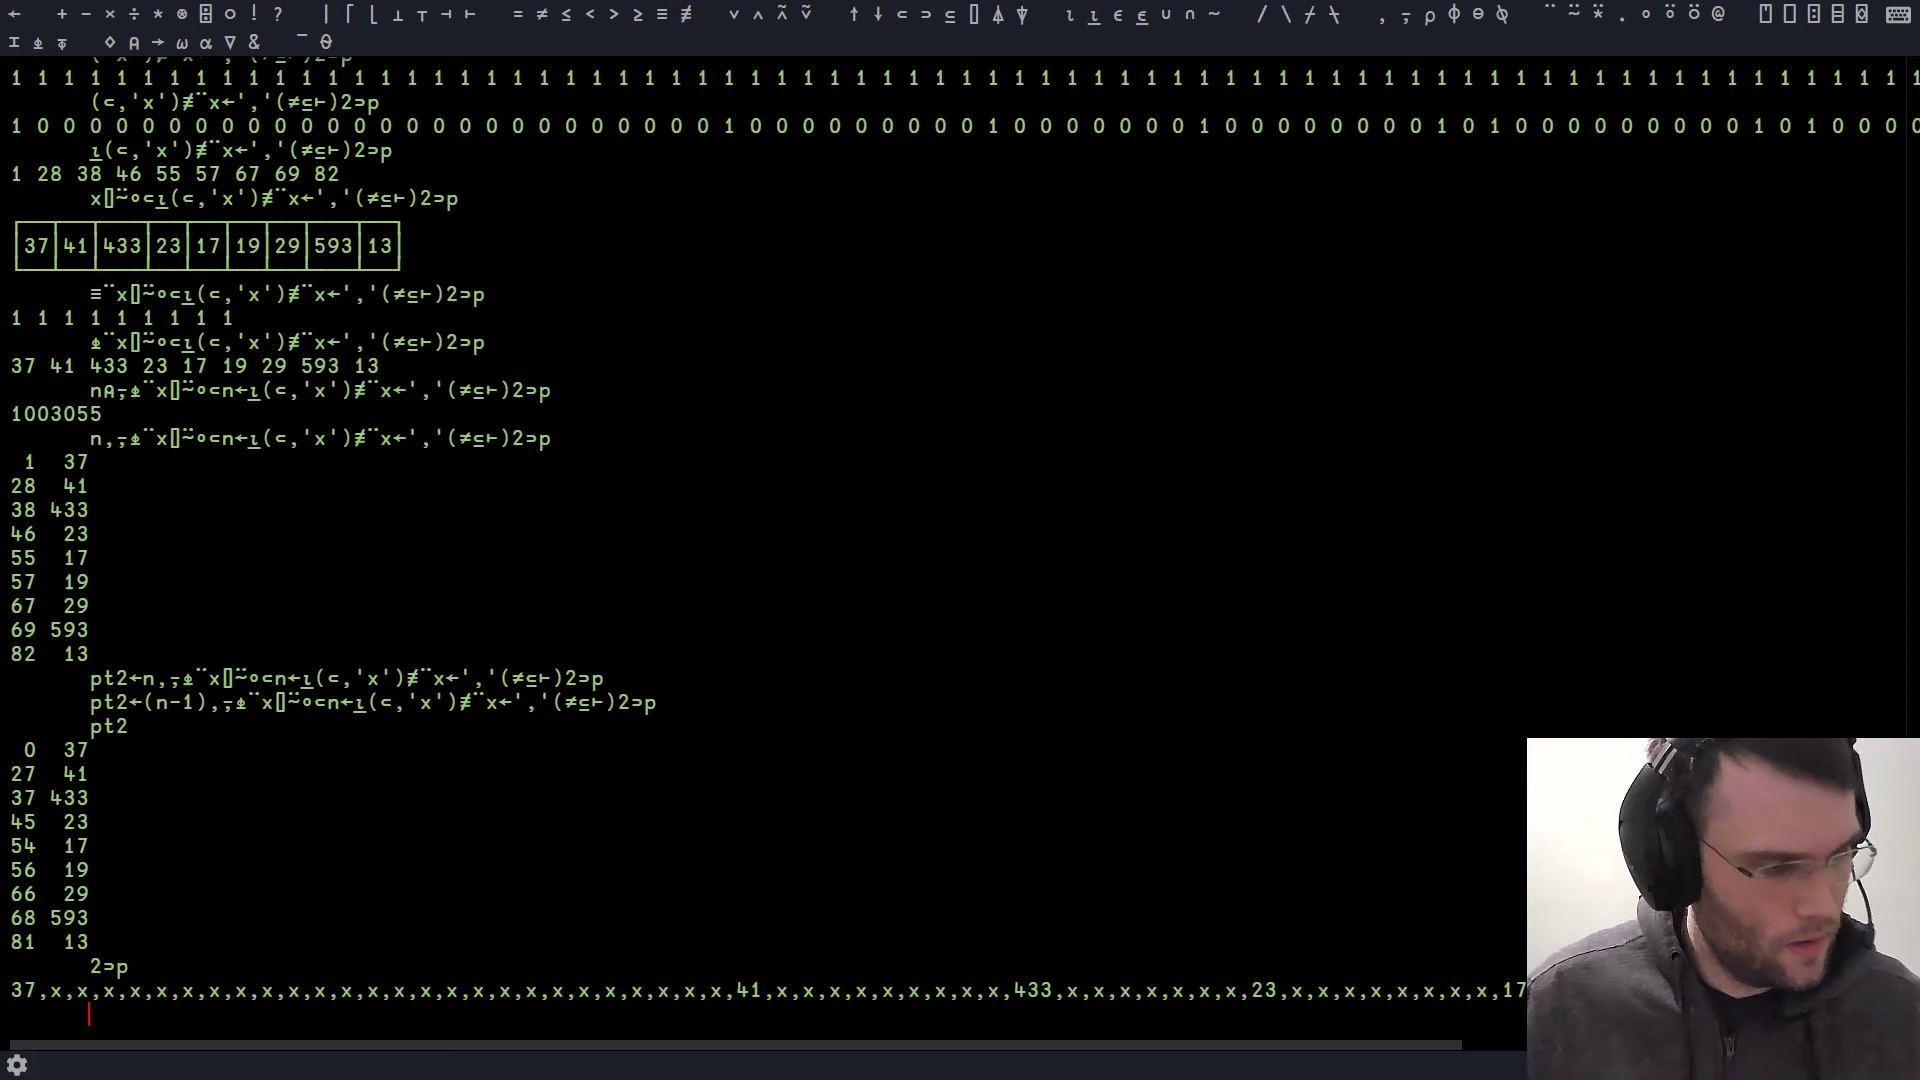 ← + − × ÷ * ⍟ ⌹ ○ ! ? | ⌈ ⌊ ⊥ ⊤ ⊣ ⊢ = ≠ ≤ < > ≥ ≡ ≢ ∨ ∧ ⍲ ⍱ ↑ ↓ ⊂ ⊃ ⊆ ⌷ ⍋ ⍒ ⍳ ⍸ ∊ ⍷ ∪ ∩ ~ / \ ⌿ ⍀ , ⍪ ⍴ ⌽ ⊖ ⍉ ¨ ⍨ ⍣ . ∘ ⍤ ⍥ @ ⍞ ⎕ ⍠ ⌸ ⌺
⌶ ⍎ ⍕ ⋄ ⍝ → ⍵ ⍺ ∇ & ¯ ⍬
1 1 1 1 1 1 1 1 1 1 1 1 1 1 1 1 1 1 1 1 1 1 1 1 1 1 1 1 1 1 1 1 1 1 1 1 1 1 1 1 1 1 1 1 1 1 1 1 1 1 1 1 1 1 1 1 1 1 1 1 1 1 1 1 1 1 1 1 1 1 1 1 1
(⊂,'x')≢¨x←','(≠⊆⊢)2⊃p
1 0 0 0 0 0 0 0 0 0 0 0 0 0 0 0 0 0 0 0 0 0 0 0 0 0 0 1 0 0 0 0 0 0 0 0 0 1 0 0 0 0 0 0 0 1 0 0 0 0 0 0 0 0 1 0 1 0 0 0 0 0 0 0 0 0 1 0 1 0 0 0 0
⍸(⊂,'x')≢¨x←','(≠⊆⊢)2⊃p
1 28 38 46 55 57 67 69 82
x⌷⍨⍤∘⊂⍸(⊂,'x')≢¨x←','(≠⊆⊢)2⊃p
37 41 433 23 17 19 29 593 13
≡¨x⌷⍨∘⊂⍸(⊂,'x')≢¨x←','(≠⊆⊢)2⊃p
1 1 1 1 1 1 1 1 1
⍎¨x⌷⍨∘⊂⍸(⊂,'x')≢¨x←','(≠⊆⊢)2⊃p
37 41 433 23 17 19 29 593 13
n⍝⍪⍎¨x⌷⍨∘⊂n←⍸(⊂,'x')≢¨x←','(≠⊆⊢)2⊃p
1003055
n,⍪⍎¨x⌷⍨∘⊂n←⍸(⊂,'x')≢¨x←','(≠⊆⊢)2⊃p
1 37
28 41
38 433
46 23
55 17
57 19
67 29
69 593
82 13
pt2←n,⍪⍎¨x⌷⍨∘⊂n←⍸(⊂,'x')≢¨x←','(≠⊆⊢)2⊃p
pt2←(n-1),⍪⍎¨x⌷⍨∘⊂n←⍸(⊂,'x')≢¨x←','(≠⊆⊢)2⊃p
pt2
0 37
27 41
37 433
45 23
54 17
56 19
66 29
68 593
81 13
2⊃p
37,x,x,x,x,x,x,x,x,x,x,x,x,x,x,x,x,x,x,x,x,x,x,x,x,x,x,41,x,x,x,x,x,x,x,x,x,433,x,x,x,x,x,x,x,23,x,x,x,x,x,x,x,x,17